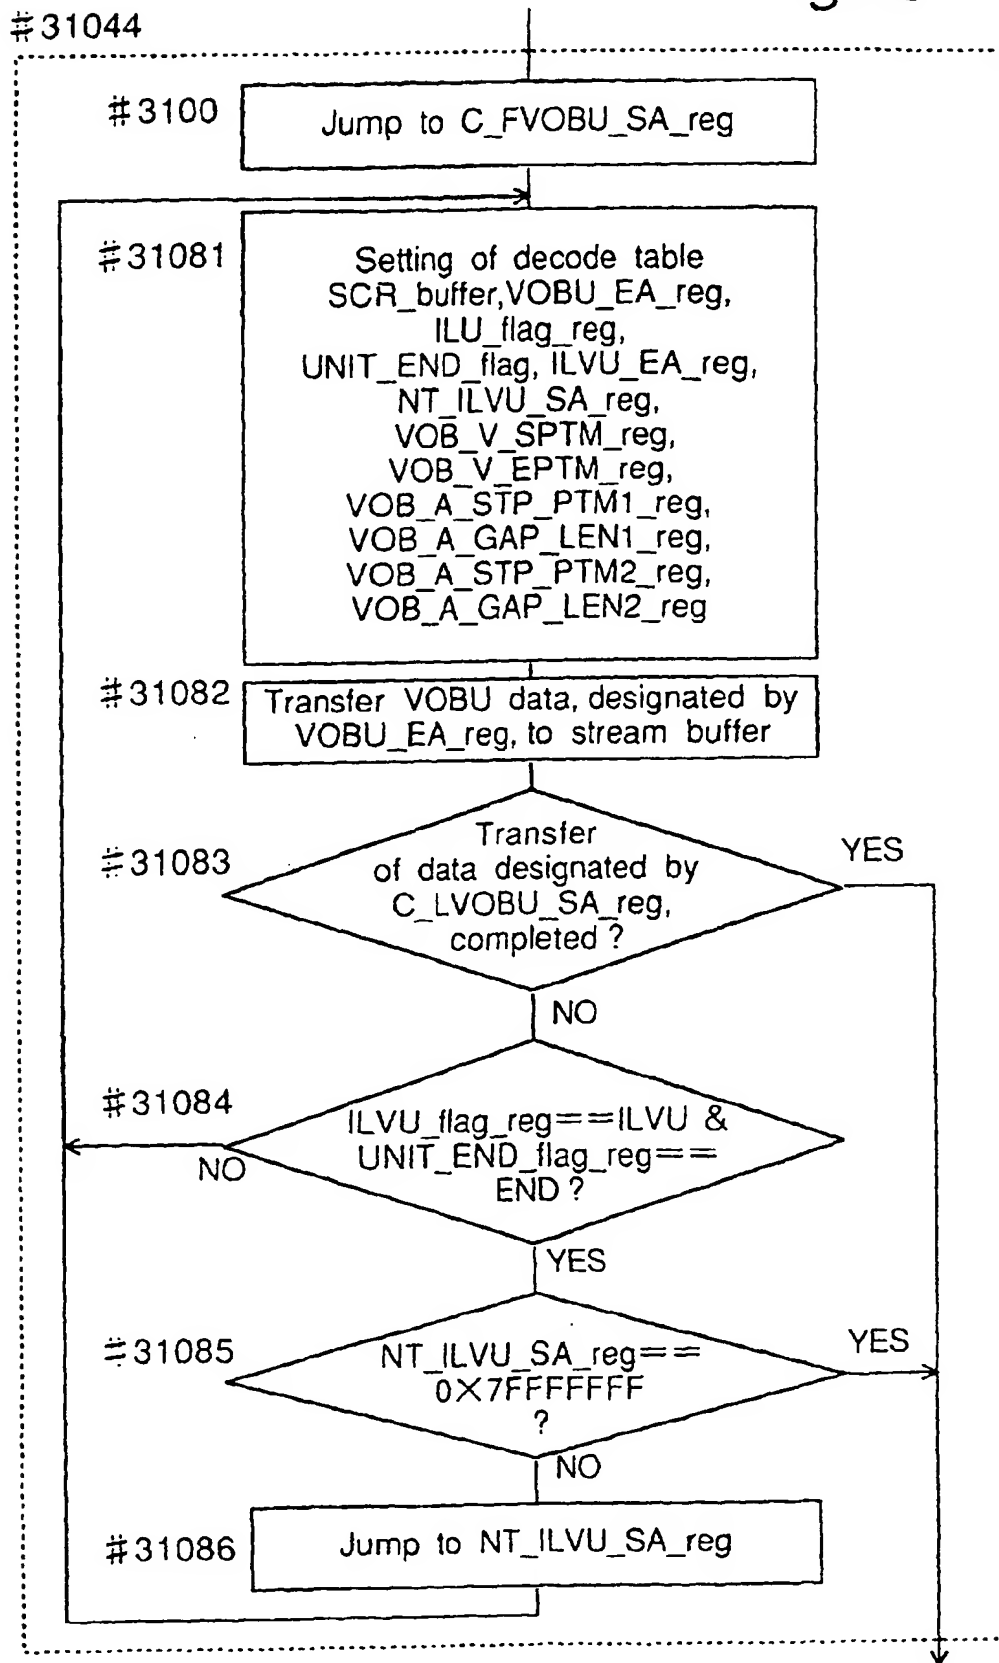 #31044
#3100
Jump to C_FVOBU_SA_reg
#31081
Setting of decode table
SCR_buffer,VOBU_EA_reg,
ILU_flag_reg,
UNIT_END_flag, ILVU_EA_reg,
NT_ILVU_SA_reg,
VOB_V_SPTM_reg,
VOB_V_EPTM_reg,
VOB_A_STP_PTM1_reg,
VOB_A_GAP_LEN1_reg,
VOB_A_STP_PTM2_reg,
VOB_A_GAP_LEN2_reg
#31082
Transfer VOBU data, designated by
VOBU_EA_reg, to stream buffer
#31083
Transfer
of data designated by
C_LVOBU_SA_reg,
completed ?
YES
NO
#31084
ILVU_flag_reg==ILVU &
UNIT_END_flag_reg==
END ?
NO
YES
#31085
NT_ILVU_SA_reg==
0X7FFFFFFF
?
YES
NO
#31086
Jump to NT_ILVU_SA_reg